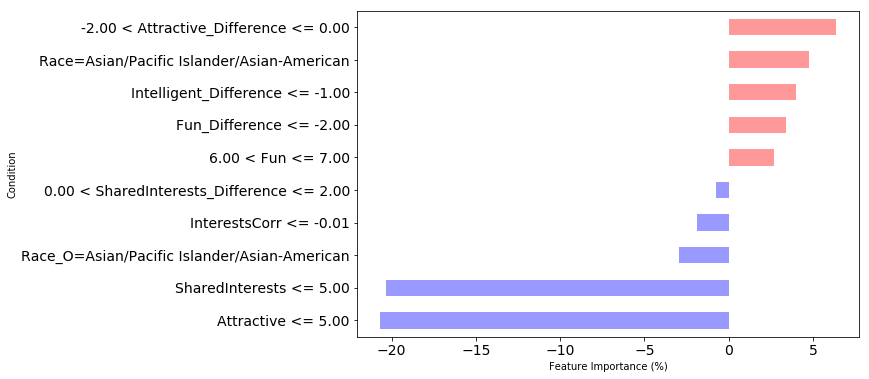 -2.00 < Attractive_Difference <= 0.00
Race=Asian/Pacific Islander/Asian-American
Intelligent_Difference <= -1.00
Fun_Difference <= -2.00
6.00 < Fun <= 7.00
0.00 < SharedInterests_Difference <= 2.00
InterestsCorr <= -0.01
Race_O=Asian/Pacific Islander/Asian-American
SharedInterests <= 5.00
Attractive <= 5.00
Condition
−20 −15 −10 −5 0 5
Feature Importance (%)